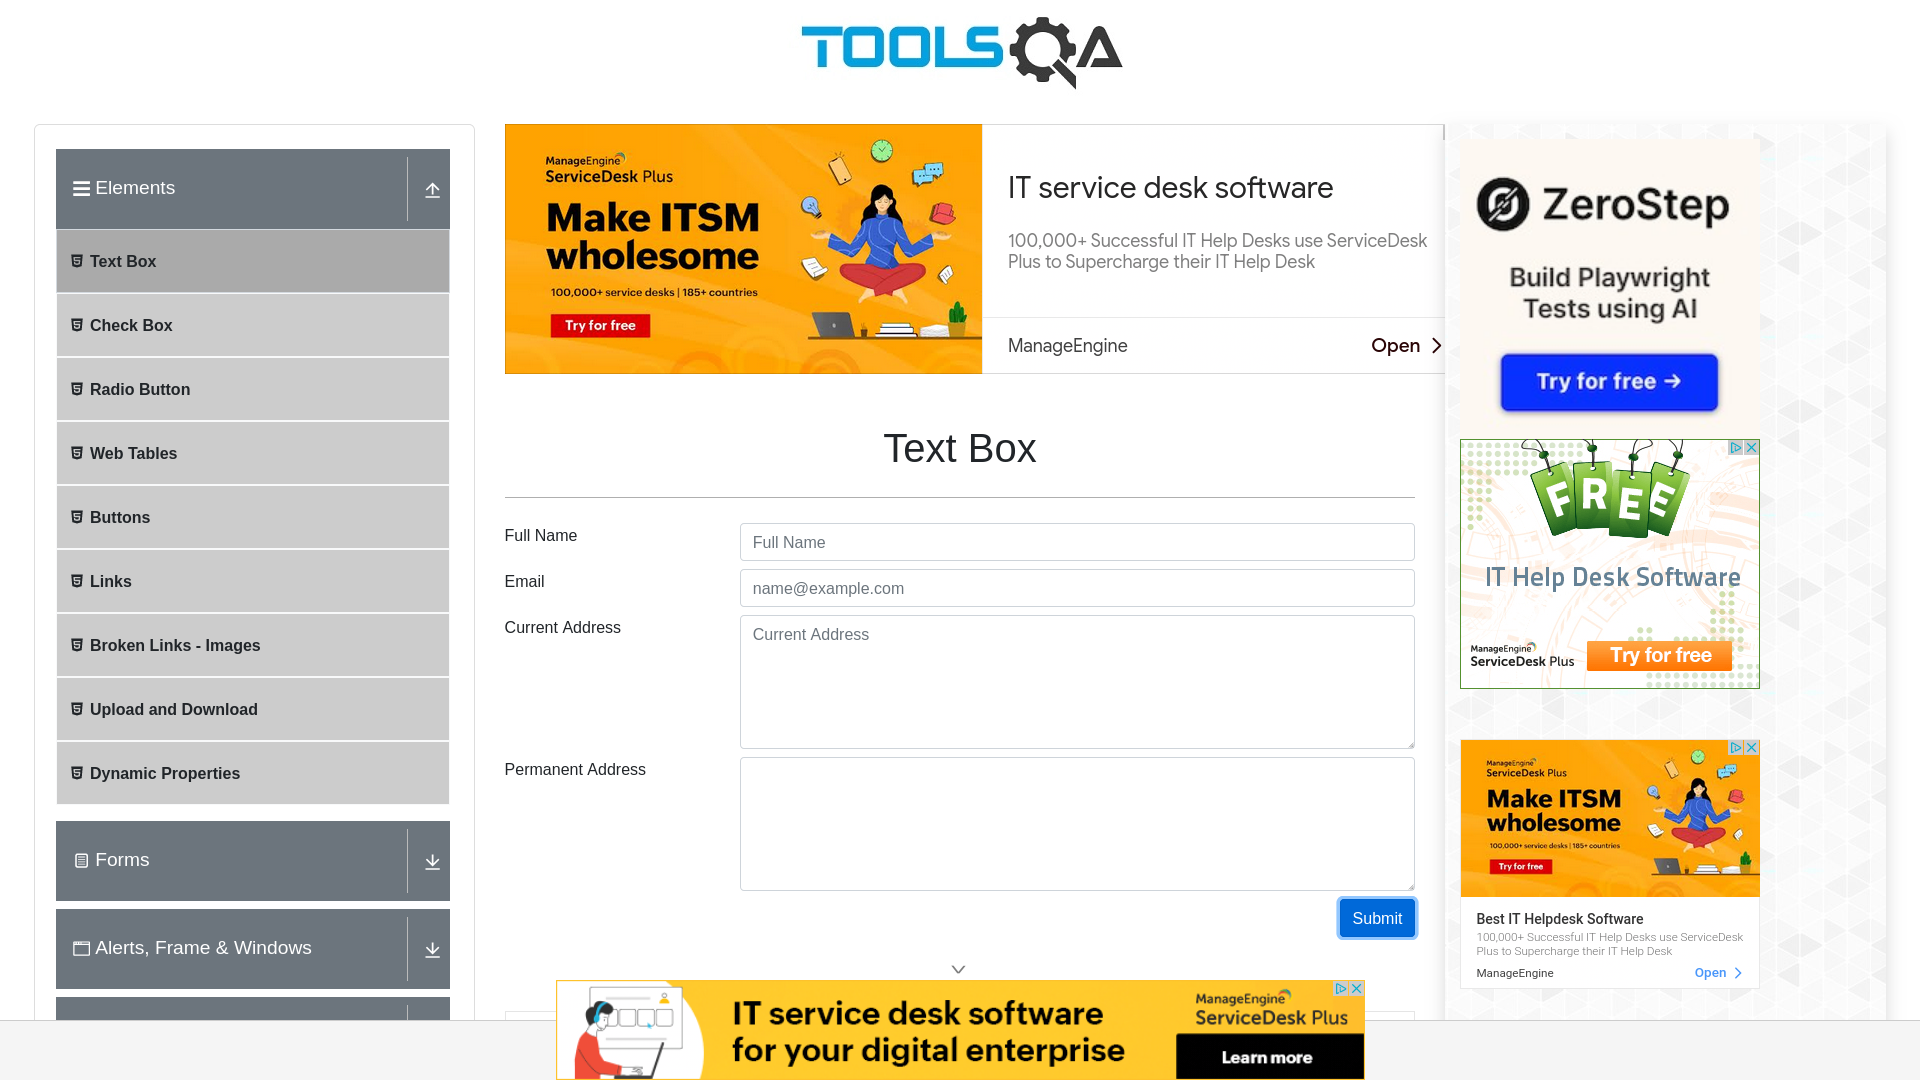 TOOLSQA
Elements
Text Box
Check Box
Radio Button
Web Tables
Buttons
Links
Broken Links - Images
Upload and Download
Dynamic Properties
Forms
Alerts, Frame & Windows
ManageEngine
ServiceDesk Plus
Make ITSM
wholesome
100,000+ service desks | 185+ countries
Try for free
IT service desk software
100,000+ Successful IT Help Desks use ServiceDesk
Plus to Supercharge their IT Help Desk
ManageEngine
Open
Text Box
Full Name
Full Name
Email
name@example.com
Current Address
Current Address
Permanent Address
Submit
ZeroStep
Build Playwright
Tests using AI
Try for free →
FREE
IT Help Desk Software
ManageEngine
ServiceDesk Plus
Try for free
ManageEngine
ServiceDesk Plus
Make ITSM
wholesome
100,000+ service desks | 185+ countries
Try for free
Best IT Helpdesk Software
100,000+ Successful IT Help Desks use ServiceDesk
Plus to Supercharge their IT Help Desk
ManageEngine
Open
IT service desk software
for your digital enterprise
ManageEngine
ServiceDesk Plus
Learn more